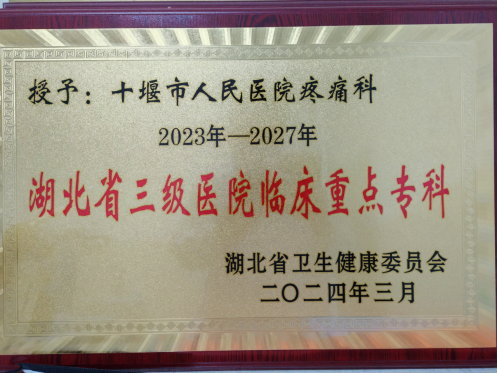 授予：十堰市人民医院疼痛科
2023年—2027年
湖北省三级医院临床重点专科
湖北省卫生健康委员会
二〇二四年三月